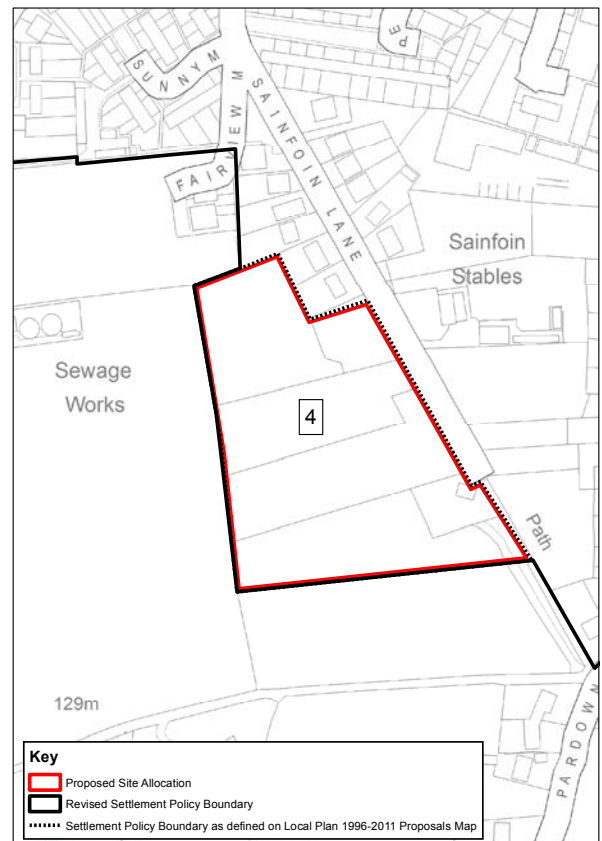 SUNNYM
PE
SAINFOIN LANE
FAIRVIEW M
Sainfoin
Stables
Sewage
Works
4
Path
129m
PARDOWN
Key
Proposed Site Allocation
Revised Settlement Policy Boundary
Settlement Policy Boundary as defined on Local Plan 1996-2011 Proposals Map